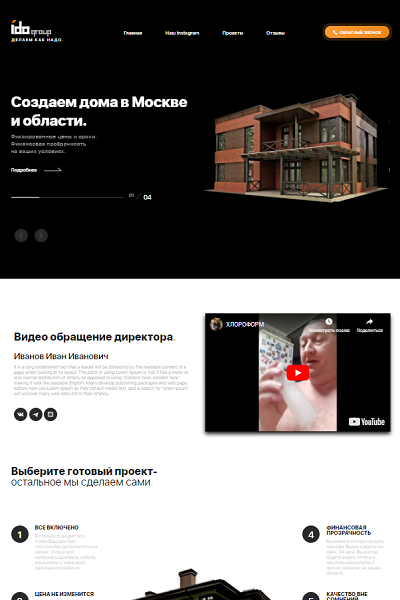 ido group
ДЕЛАЕМ КАК НАДО.
Главная
Наш Instagram
Проекты
Отзывы
ОБРАТНЫЙ ЗВОНОК
Создаем дома в Москве
и области.
Фиксированные цены и сроки.
Финансовая прозрачность
на ваших условиях.
Подробнее
01 / 04
ХЛОРОФОРМ
Посмотреть позже
Поделиться
YouTube
Видео обращение директора.
Иванов Иван Иванович
It is a long established fact that a reader will be distracted by the readable content of a
page when looking at its layout. The point of using Lorem Ipsum is that it has a more-or-
less normal distribution of letters, as opposed to using 'Content here, content here',
making it look like readable English. Many desktop publishing packages and web page
editors now use Lorem Ipsum as their default model text, and a search for 'lorem ipsum'
will uncover many web sites still in their infancy.
Выберите готовый проект-
остальное мы сделаем сами.
1
ВСЕ ВКЛЮЧЕНО
4
ФИНАНСОВАЯ
ПРОЗРАЧНОСТЬ
ЦЕНА НЕ ИЗМЕНИТСЯ
КАЧЕСТВО ВНЕ
СОМНЕНИЙ